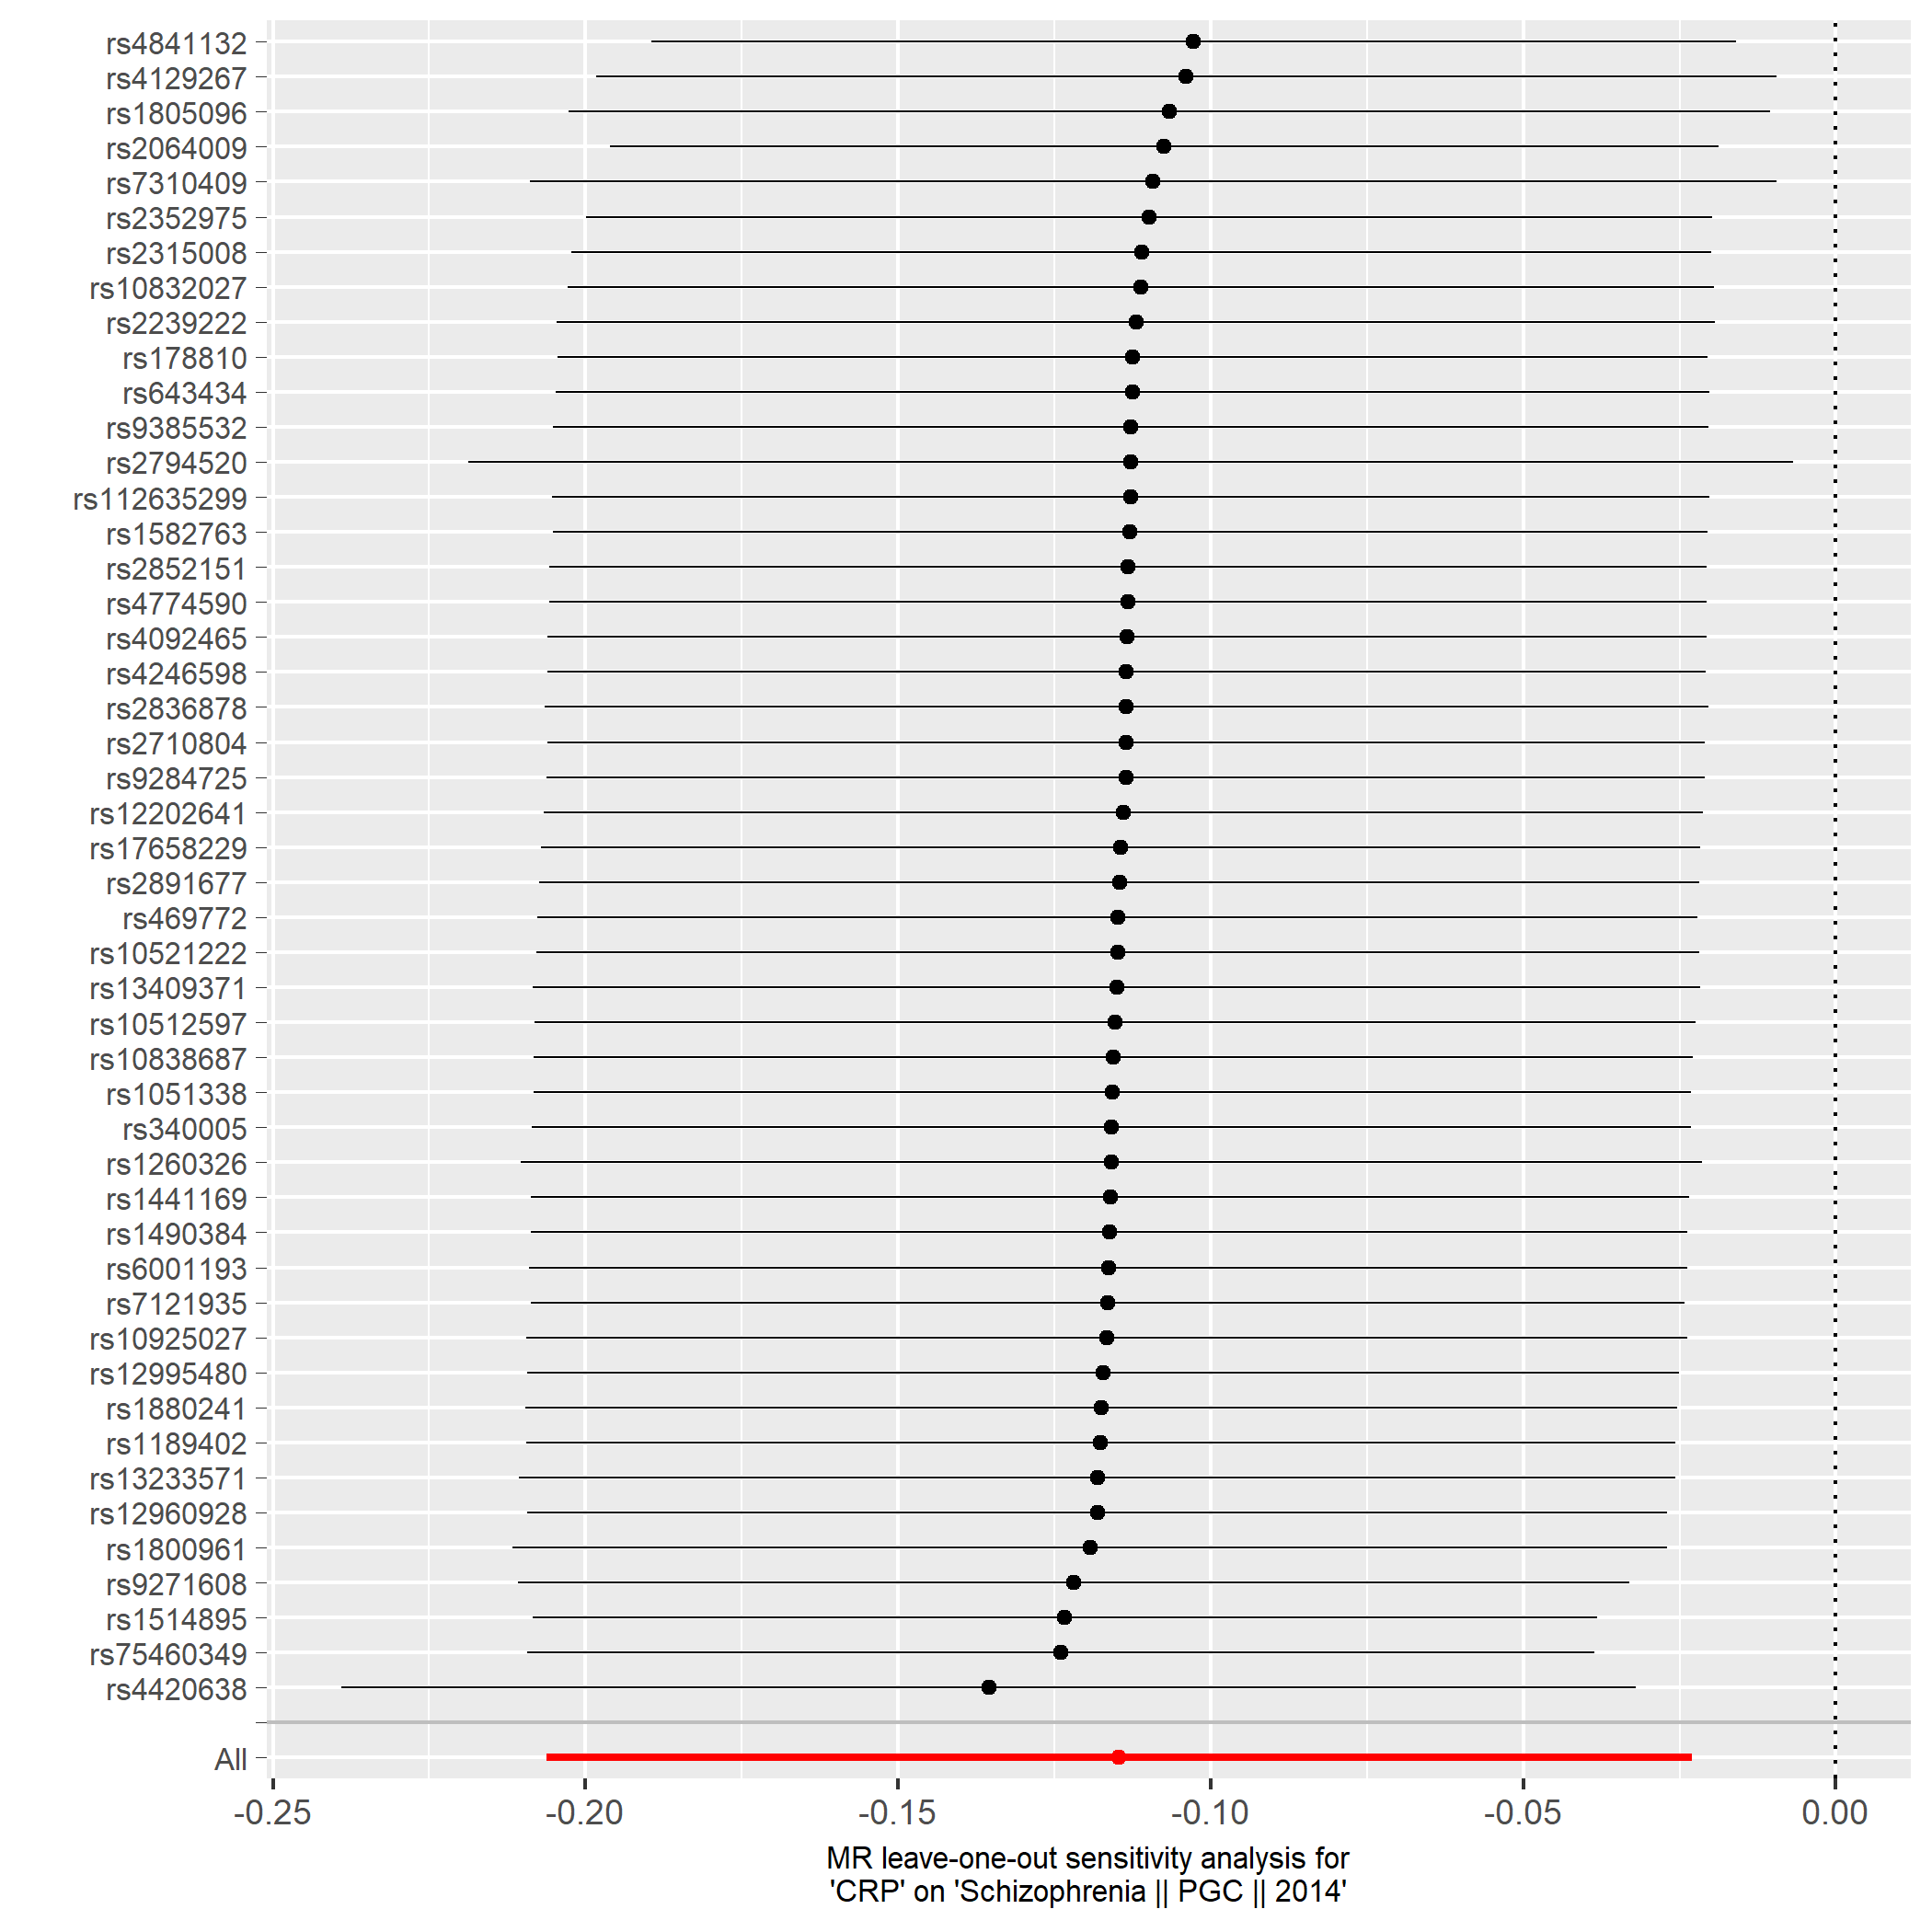 rs4841132
rs4129267
rs1805096
rs2064009
rs7310409
rs2352975
rs2315008
rs10832027
rs2239222
rs178810
rs643434
rs9385532
rs2794520
rs112635299
rs1582763
rs2852151
rs4774590
rs4092465
rs4246598
rs2836878
rs2710804
rs9284725
rs12202641
rs17658229
rs2891677
rs469772
rs10521222
rs13409371
rs10512597
rs10838687
rs1051338
rs340005
rs1260326
rs1441169
rs1490384
rs6001193
rs7121935
rs10925027
rs12995480
rs1880241
rs1189402
rs13233571
rs12960928
rs1800961
rs9271608
rs1514895
rs75460349
rs4420638
All
-0.25 -0.20 -0.15 -0.10 -0.05 0.00
MR leave-one-out sensitivity analysis for
'CRP' on 'Schizophrenia || PGC || 2014'